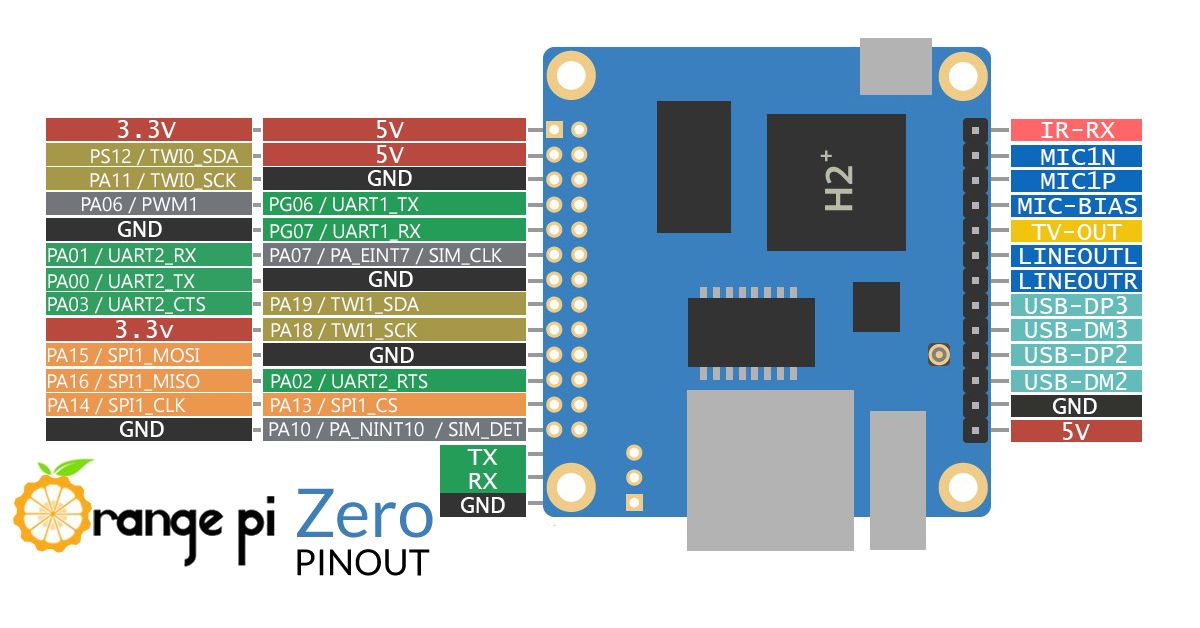 3.3V 5V IR-RX
PS12 / TWI0_SDA 5V MIC1N
PA11 / TWI0_SCK GND MIC1P
PA06 / PWM1 PG06 / UART1_TX MIC-BIAS
GND PG07 / UART1_RX TV-OUT
PA01 / UART2_RX PA07 / PA_EINT7 / SIM_CLK LINEOUTL
PA00 / UART2_TX GND LINEOUTR
PA03 / UART2_CTS PA19 / TWI1_SDA USB-DP3
3.3v PA18 / TWI1_SCK USB-DM3
PA15 / SPI1_MOSI GND USB-DP2
PA16 / SPI1_MISO PA02 / UART2_RTS USB-DM2
PA14 / SPI1_CLK PA13 / SPI1_CS GND
GND PA10 / PA_NINT10 / SIM_DET 5V
TX
RX
GND
H2+
range pi Zero
PINOUT